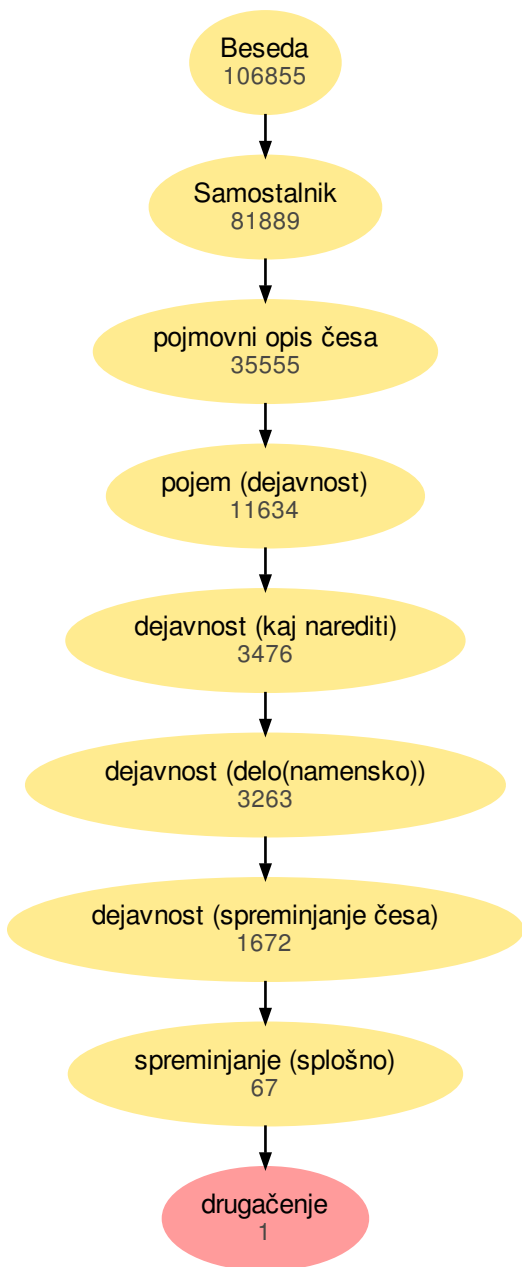 Beseda
106855
Samostalnik
81889
pojmovni opis česa
35555
pojem (dejavnost)
11634
dejavnost (kaj narediti)
3476
dejavnost (delo(namensko))
3263
dejavnost (spreminjanje česa)
1672
spreminjanje (splošno)
67
drugačenje
1